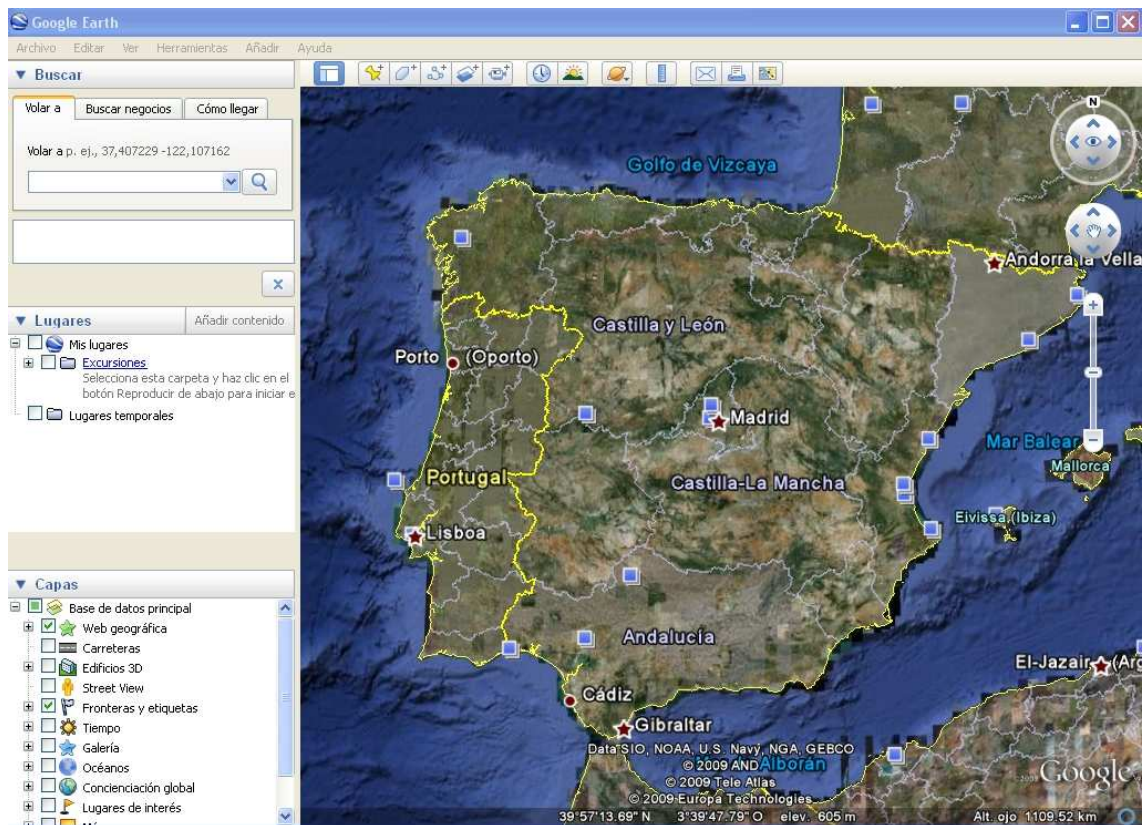 Google Earth
Archivo Editar Ver Herramientas Añadir Ayuda
Buscar
Volar a Buscar negocios Cómo llegar
Volar a p. ej., 37,407229 -122,107162
Lugares Añadir contenido
Mis lugares
Excursiones
Selecciona esta carpeta y haz clic en el
botón Reproducir de abajo para iniciar e
Lugares temporales
Capas
Base de datos principal
Web geográfica
Carreteras
Edificios 3D
Street View
Fronteras y etiquetas
Tiempo
Galería
Océanos
Concienciación global
Lugares de interés
N
Golfo de Vizcaya
Andorra la Vella
Castilla y León
Porto (Oporto)
Madrid
Mar Balear
Mallorca
Portugal
Castilla-La Mancha
Eivissa (Ibiza)
Lisboa
Andalucía
El-Jazair (Arg
Cádiz
Gibraltar
Data SIO, NOAA, U.S. Navy, NGA, GEBCO
© 2009 AND Alborán
© 2009 Tele Atlas
© 2009 Europa Technologies
©2009 Google
39°57'13.69" N 3°39'47.79" O elev. 605 m Alt. ojo 1109.52 km